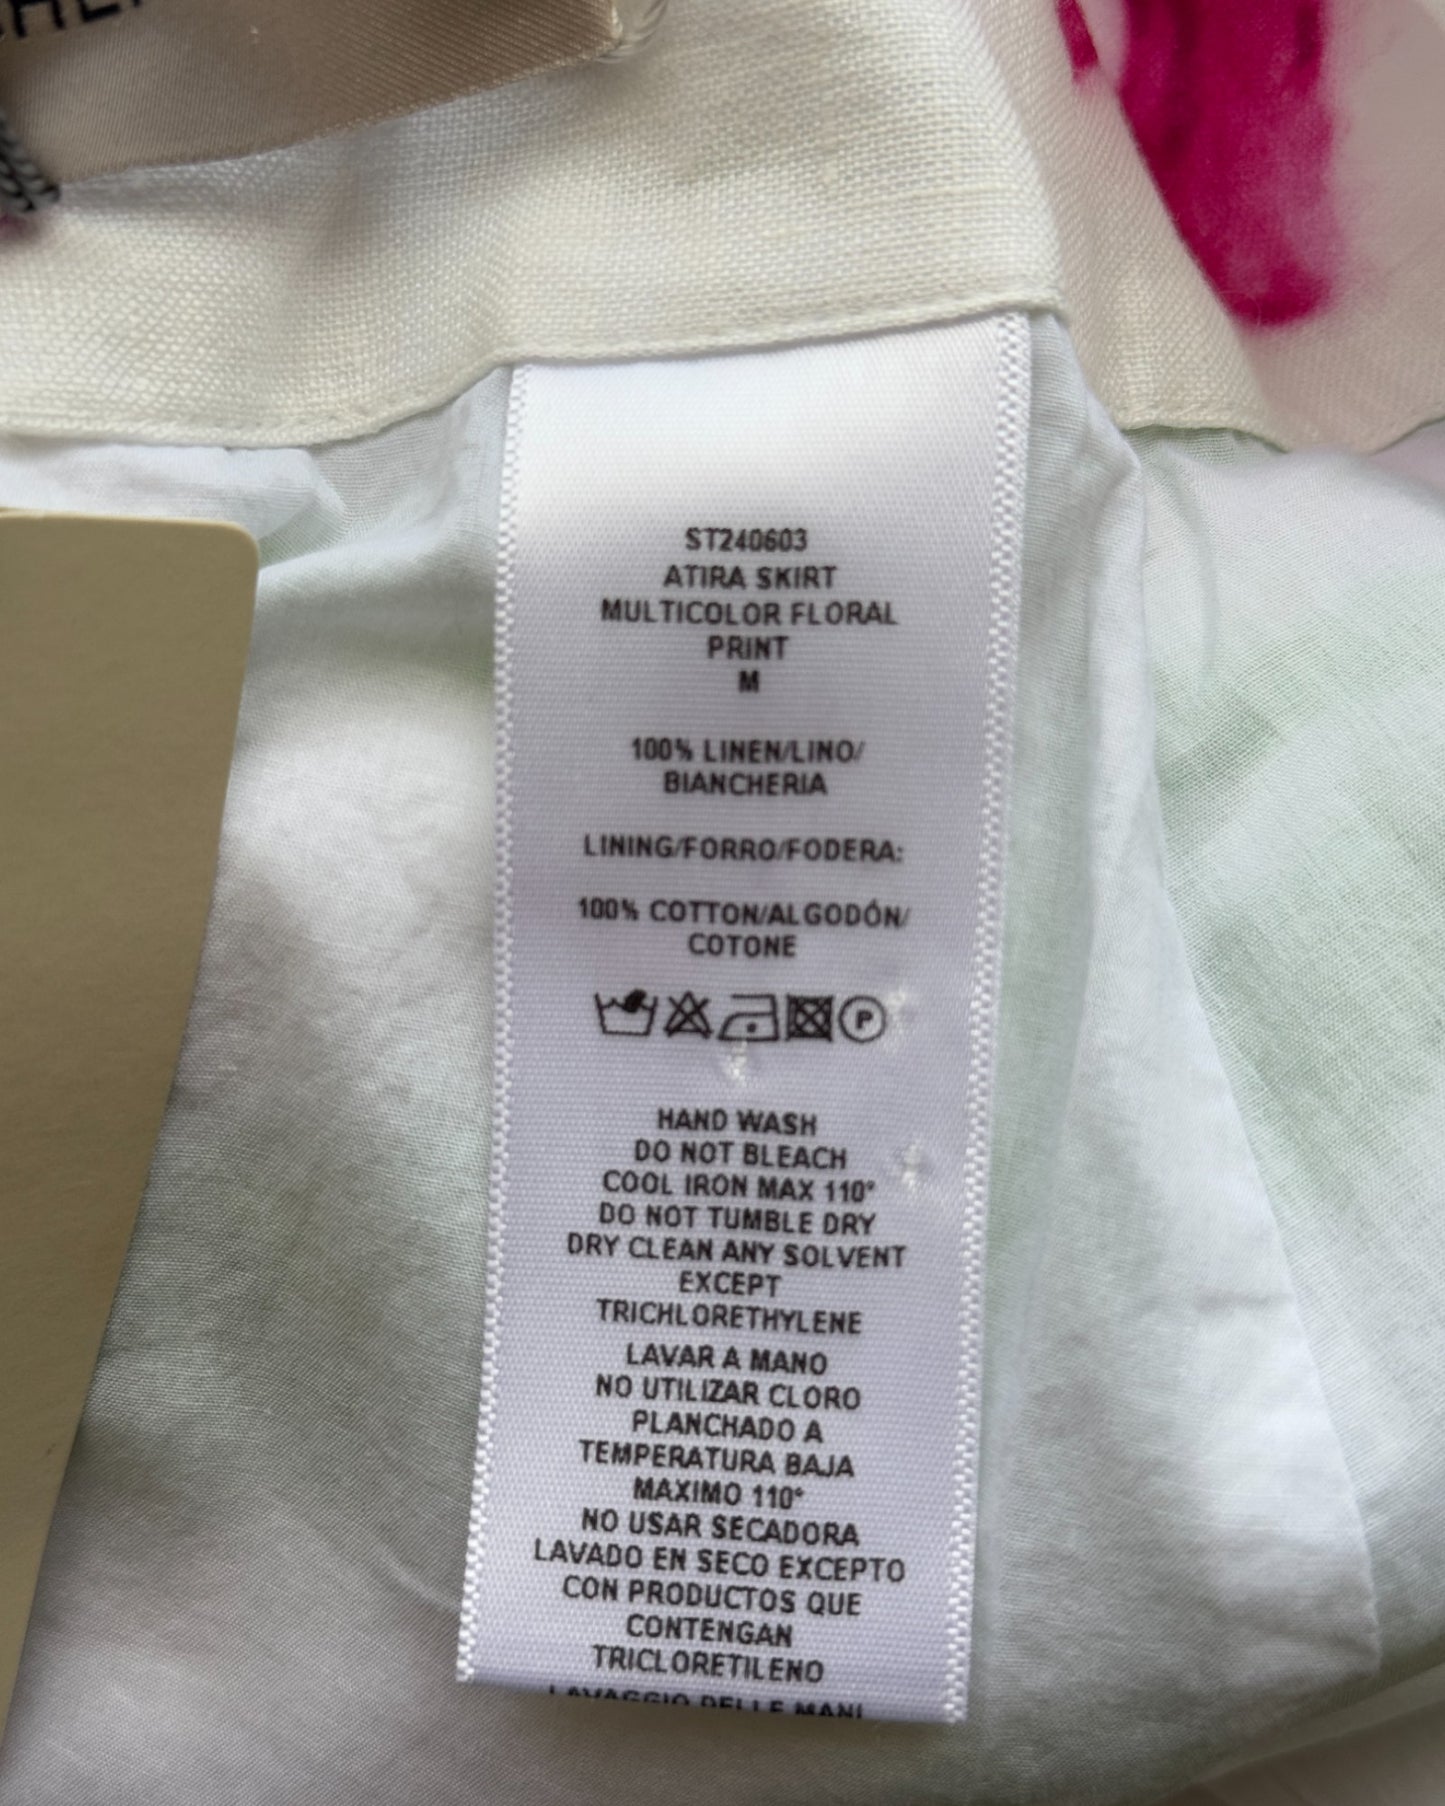 ST240603
ATIRA SKIRT
MULTICOLOR FLORAL
PRINT
M
100% LINEN/LINO/
BIANCHERIA
LINING/FORRO/FODERA:
100% COTTON/ALGODÓN/
COTONE
P
HAND WASH
DO NOT BLEACH
COOL IRON MAX 110°
DO NOT TUMBLE DRY
DRY CLEAN ANY SOLVENT
EXCEPT
TRICHLORETHYLENE
LAVAR A MANO
NO UTILIZAR CLORO
PLANCHADO A
TEMPERATURA BAJA
MAXIMO 110°
NO USAR SECADORA
LAVADO EN SECO EXCEPTO
CON PRODUCTOS QUE
CONTENGAN
TRICLORETILENO
LAVAGGIO DELLE MANI